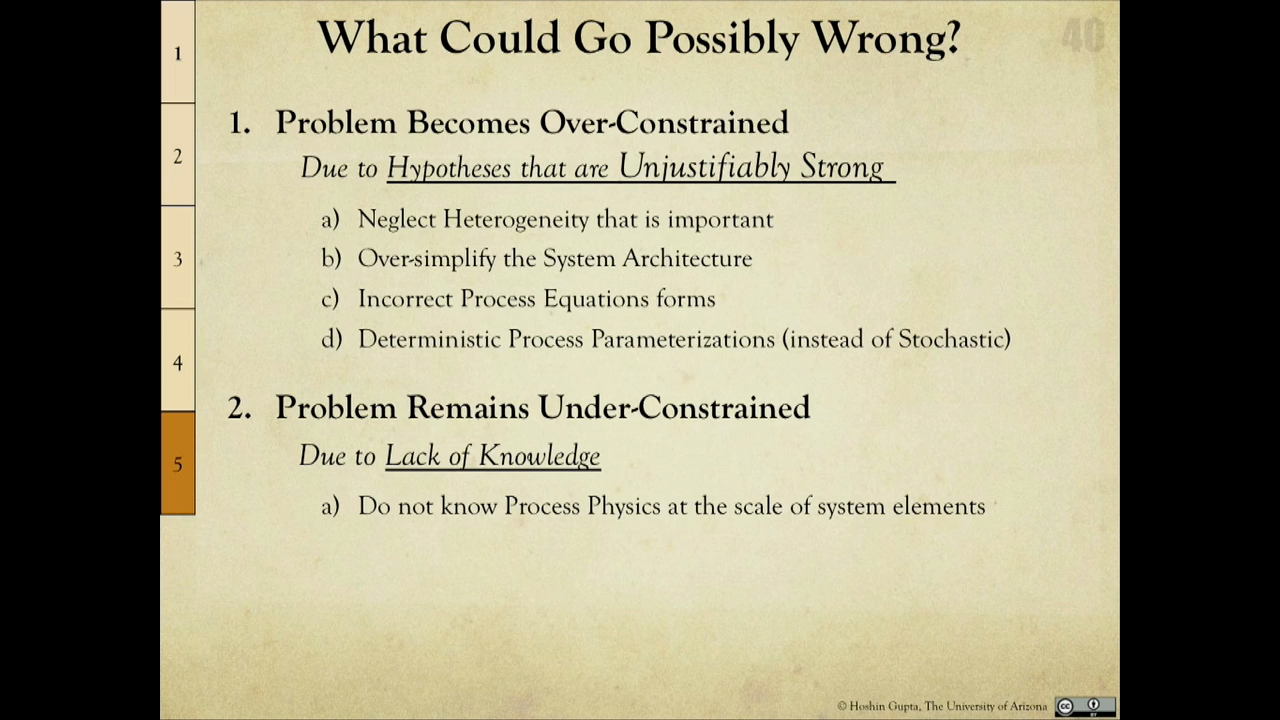 What Could Go Possibly Wrong?
40
1
2
3
4
5
1. Problem Becomes Over-Constrained
Due to Hypotheses that are Unjustifiably Strong
a) Neglect Heterogeneity that is important
b) Over-simplify the System Architecture
c) Incorrect Process Equations forms
d) Deterministic Process Parameterizations (instead of Stochastic)
2. Problem Remains Under-Constrained
Due to Lack of Knowledge
a) Do not know Process Physics at the scale of system elements
© Hoshin Gupta, The University of Arizona
cc
BY